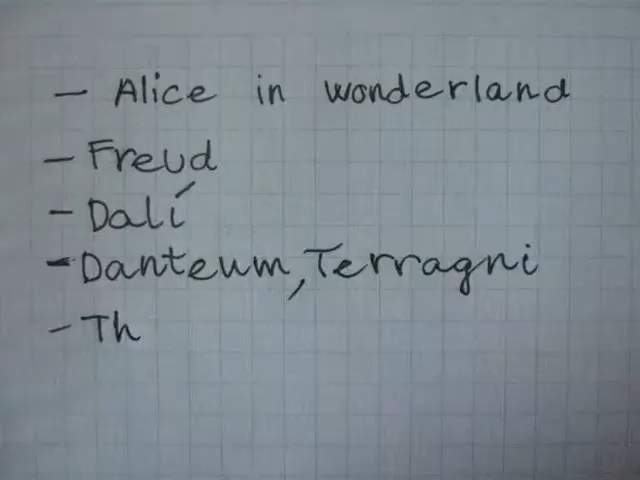 - Alice in wonderland
- Freud
- Dalí
- Danteum, Terragni
- Th